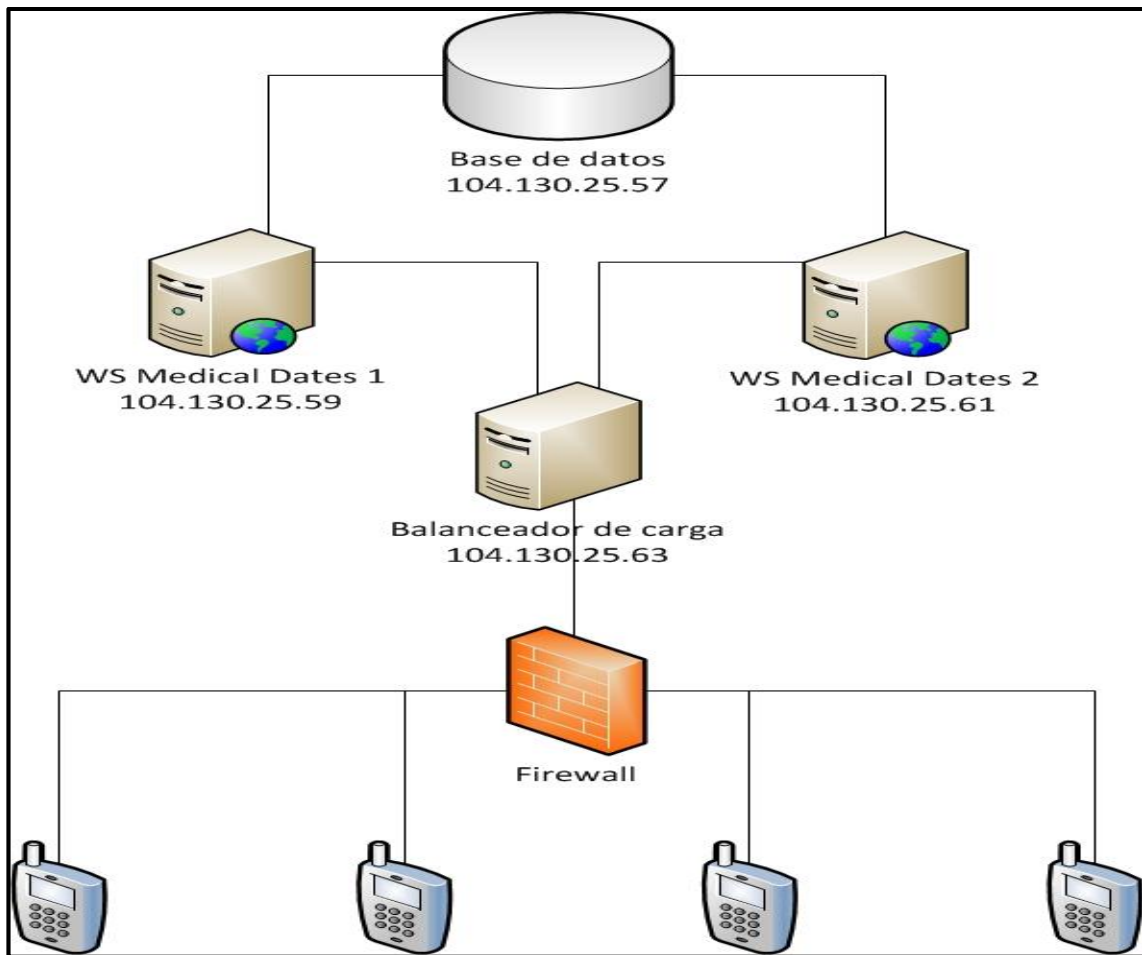 Base de datos
104.130.25.57
WS Medical Dates 1
104.130.25.59
WS Medical Dates 2
104.130.25.61
Balanceador de carga
104.130.25.63
Firewall